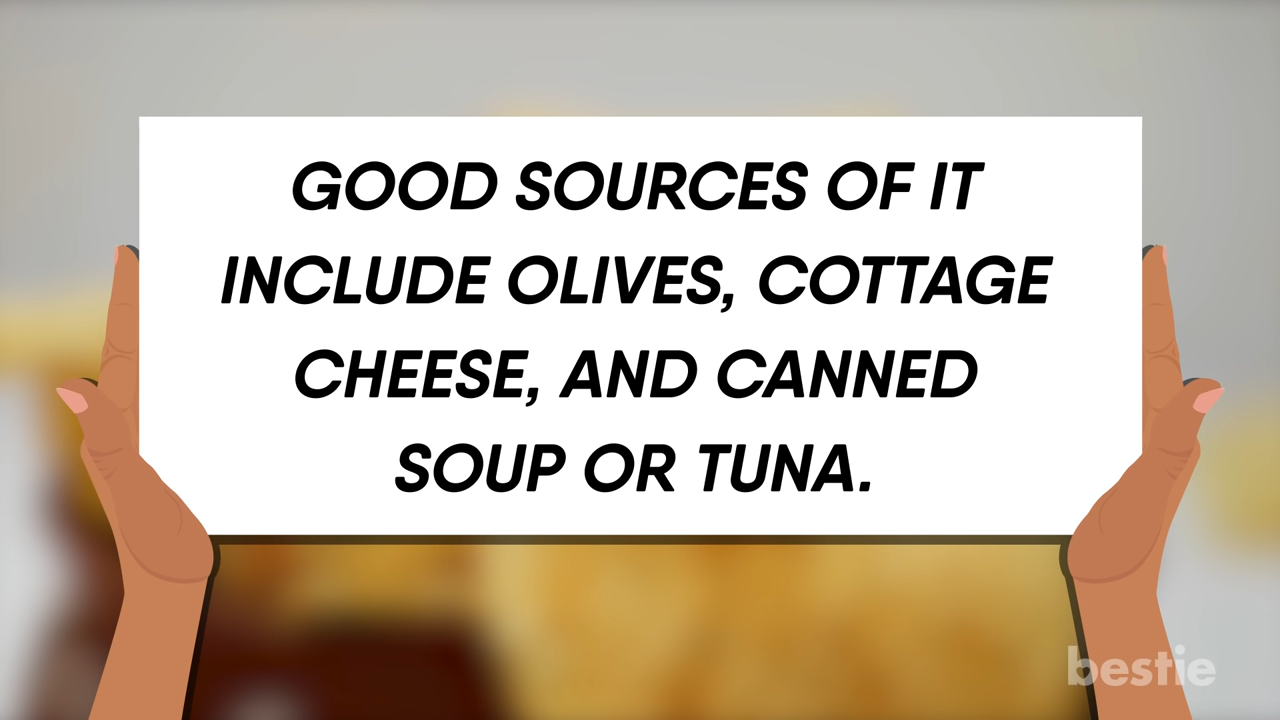 GOOD SOURCES OF IT
INCLUDE OLIVES, COTTAGE
CHEESE, AND CANNED
SOUP OR TUNA.
bestie